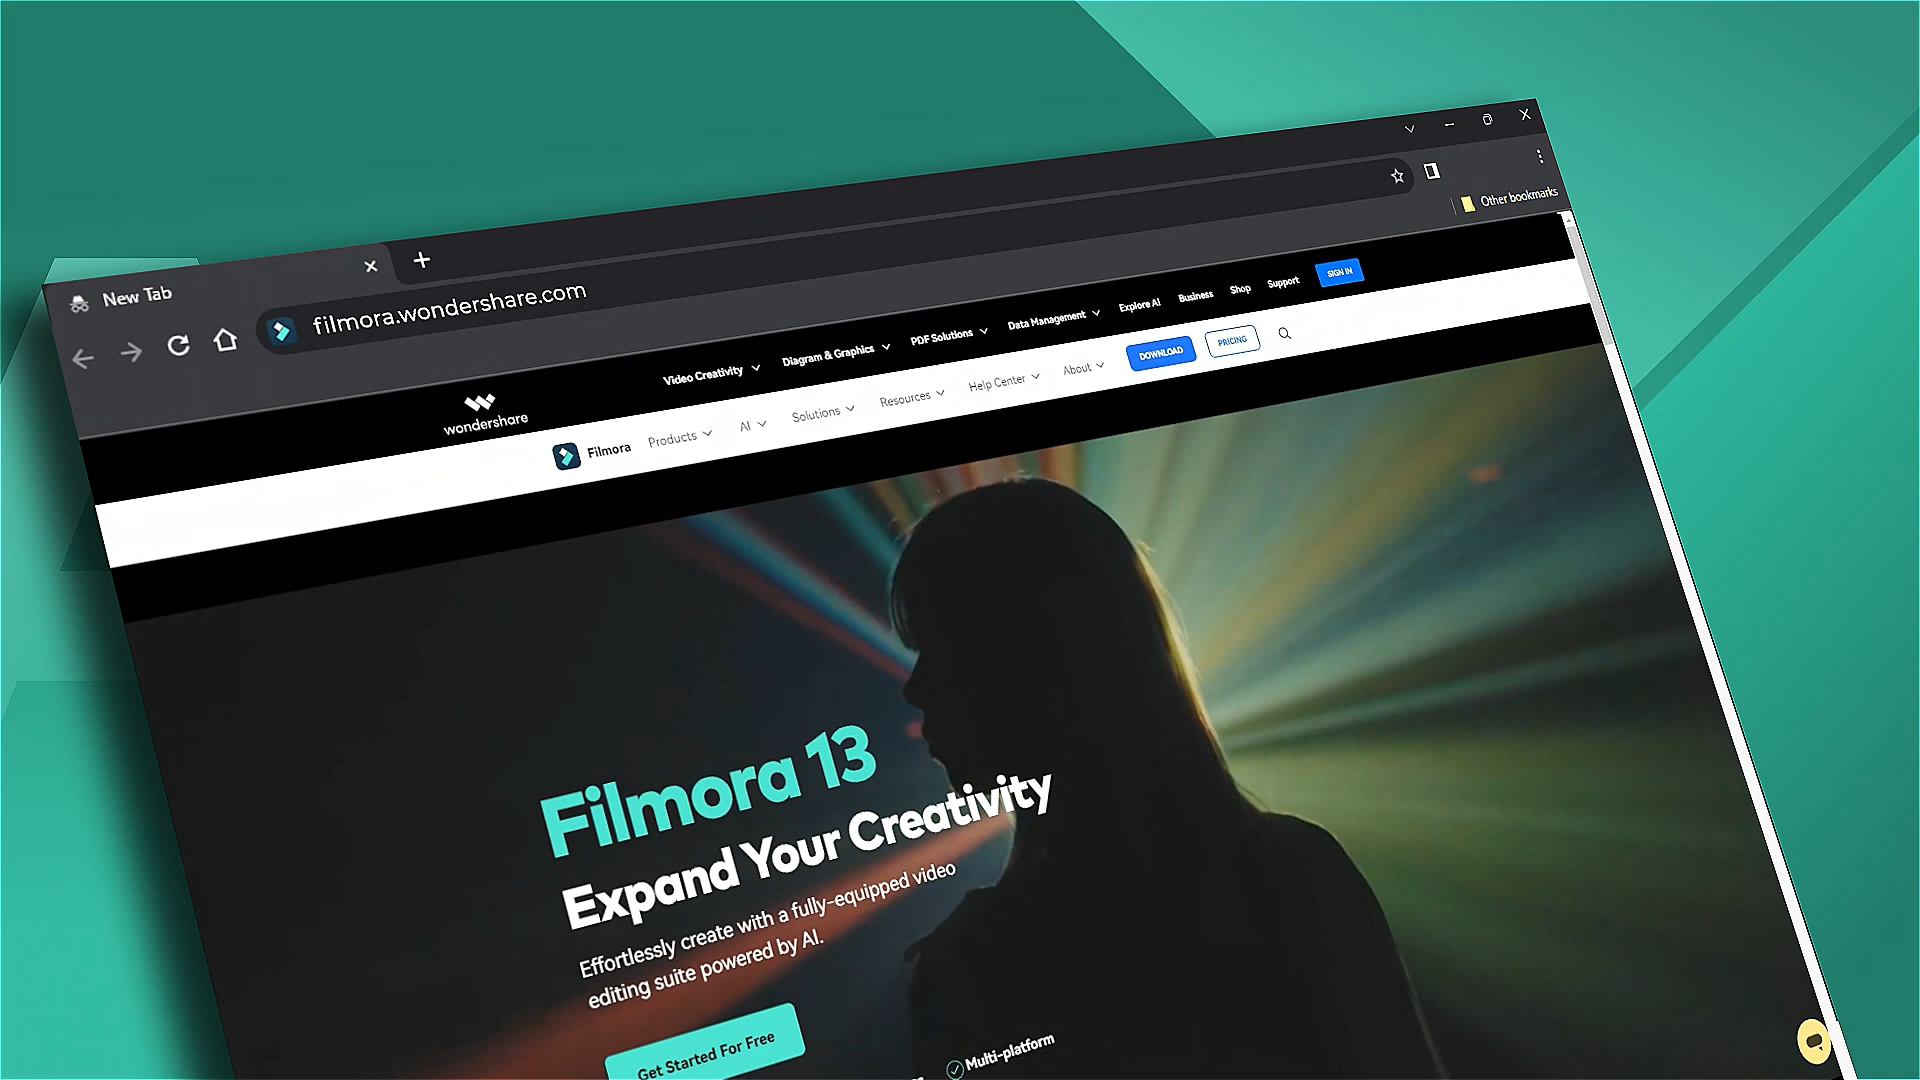 New Tab
filmora.wondershare.com
Other bookmarks
wondershare
Video Creativity
Diagram & Graphics
PDF Solutions
Data Management
Explore AI
Business
Shop
Support
SIGN IN
Filmora
Products
AI
Solutions
Resources
Help Center
About
DOWNLOAD
PRICING
Filmora 13
Expand Your Creativity
Effortlessly create with a fully-equipped video
editing suite powered by AI.
Get Started For Free
Multi-platform